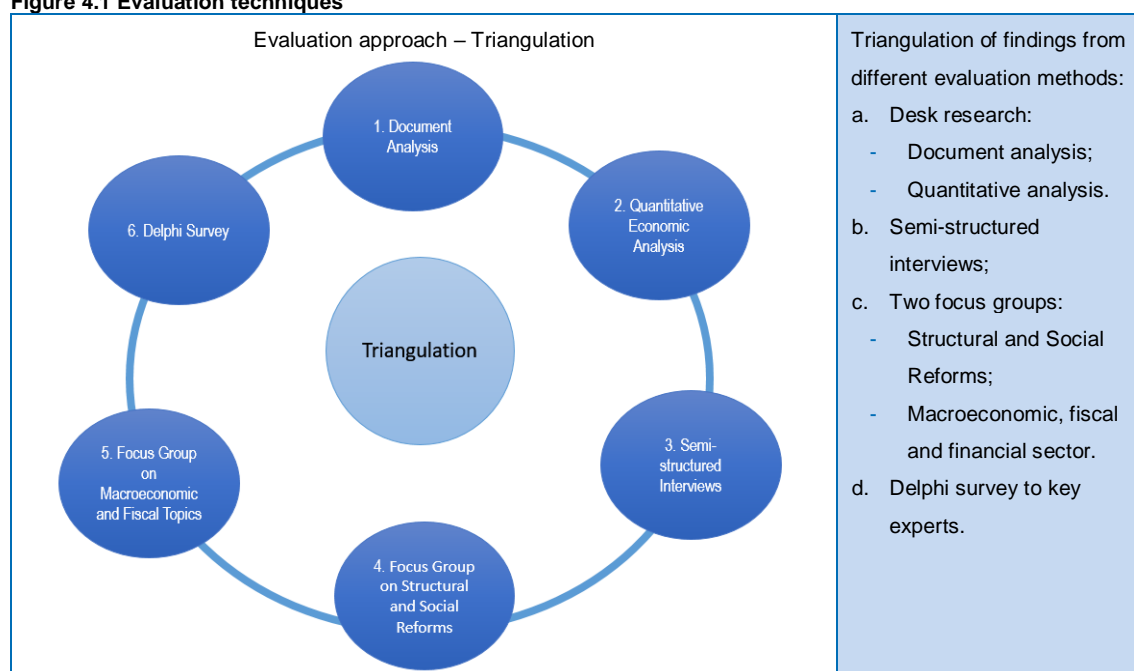 Figure 4.1 Evaluation techniques
Evaluation approach – Triangulation
1. Document
Analysis
2. Quantitative
Economic
Analysis
3. Semi-
structured
Interviews
4. Focus Group
on Structural
and Social
Reforms
5. Focus Group
on
Macroeconomic
and Fiscal Topics
6. Delphi Survey
Triangulation
Triangulation of findings from
different evaluation methods:
a. Desk research:
- Document analysis;
- Quantitative analysis.
b. Semi-structured
interviews;
c. Two focus groups:
- Structural and Social
Reforms;
- Macroeconomic, fiscal
and financial sector.
d. Delphi survey to key
experts.